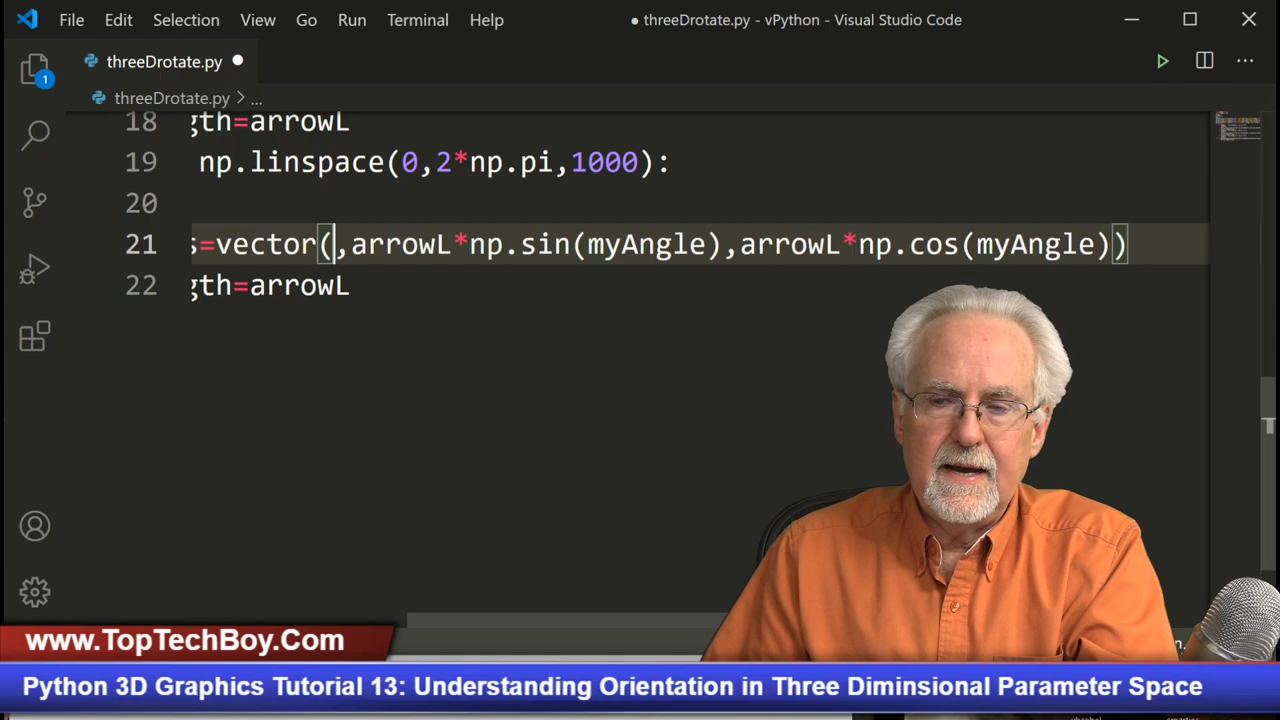 File Edit Selection View Go Run Terminal Help ● threeDrotate.py - vPython - Visual Studio Code
threeDrotate.py
1
threeDrotate.py > ...
18 gth=arrowL
19 np.linspace(0,2*np.pi,1000):
20
21 s=vector(,arrowL*np.sin(myAngle),arrowL*np.cos(myAngle))
22 gth=arrowL
www.TopTechBoy.Com
Python 3D Graphics Tutorial 13: Understanding Orientation in Three Diminsional Parameter Space